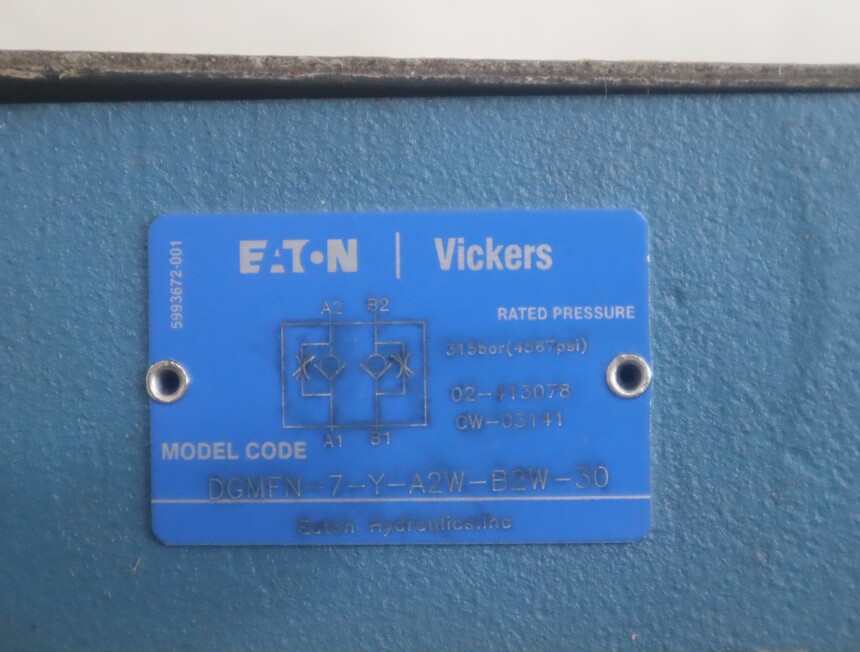 5993672-001
EATON | Vickers
A2 B2
RATED PRESSURE
315bar(4567psi)
02-413078
CW-03141
A1 B1
MODEL CODE
DGMFN-7-Y-A2W-B2W-30
Eaton Hydraulics.Inc